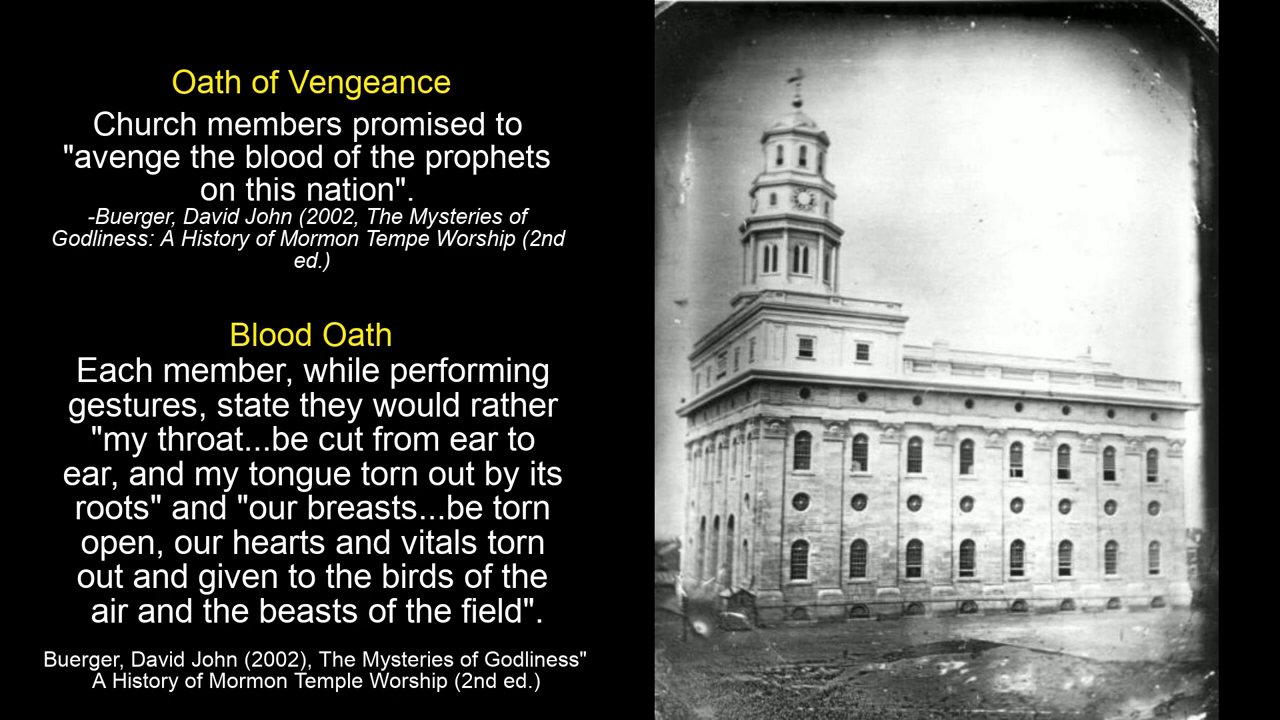 Oath of Vengeance
Church members promised to
"avenge the blood of the prophets
on this nation".
-Buerger, David John (2002, The Mysteries of
Godliness: A History of Mormon Tempe Worship (2nd
ed.)
Blood Oath
Each member, while performing
gestures, state they would rather
"my throat...be cut from ear to
ear, and my tongue torn out by its
roots" and "our breasts...be torn
open, our hearts and vitals torn
out and given to the birds of the
air and the beasts of the field".
Buerger, David John (2002), The Mysteries of Godliness"
A History of Mormon Temple Worship (2nd ed.)